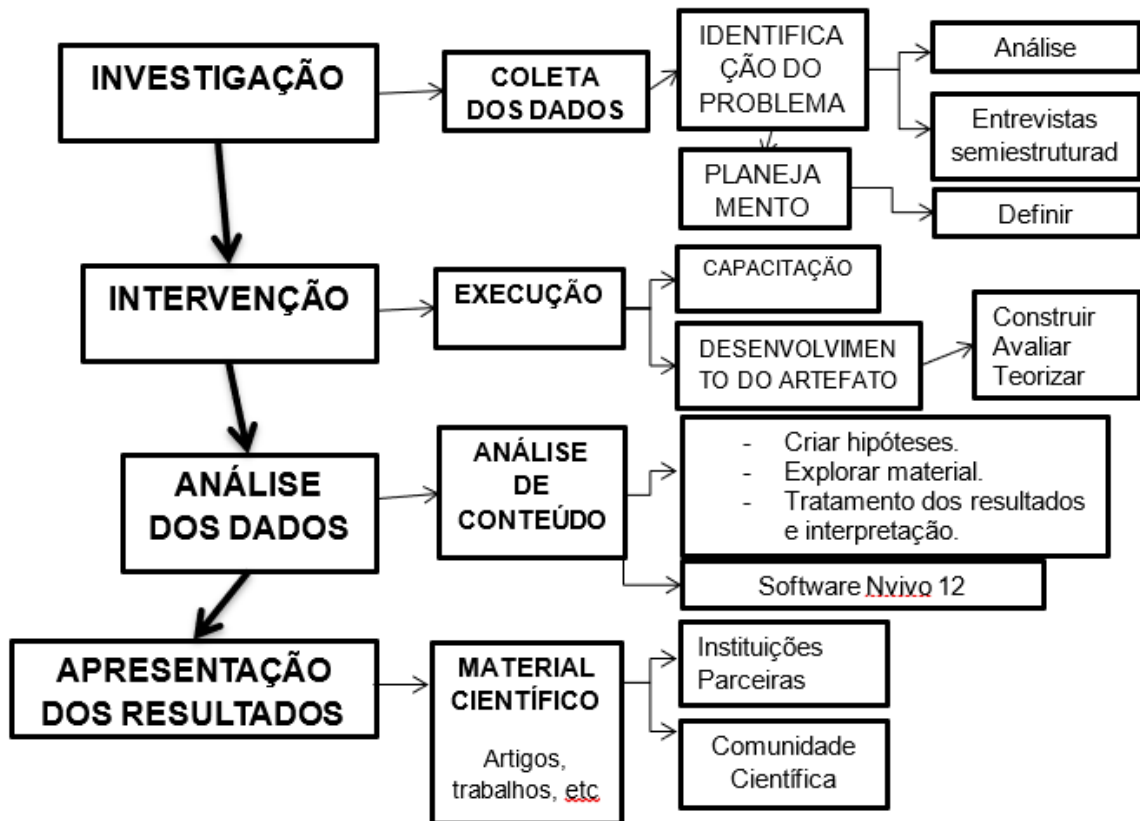 INVESTIGAÇÃO
COLETA
DOS DADOS
IDENTIFICA
ÇÃO DO
PROBLEMA
Análise
Entrevistas
semiestruturad
PLANEJA
MENTO
Definir
INTERVENÇÃO
EXECUÇÃO
CAPACITAÇÃO
DESENVOLVIMEN
TO DO ARTEFATO
Construir
Avaliar
Teorizar
ANÁLISE
DOS DADOS
ANÁLISE
DE
CONTEÚDO
- Criar hipóteses.
- Explorar material.
- Tratamento dos resultados
e interpretação.
Software Nvivo 12
APRESENTAÇÃO
DOS RESULTADOS
MATERIAL
CIENTÍFICO
Artigos,
trabalhos, etc
Instituições
Parceiras
Comunidade
Científica